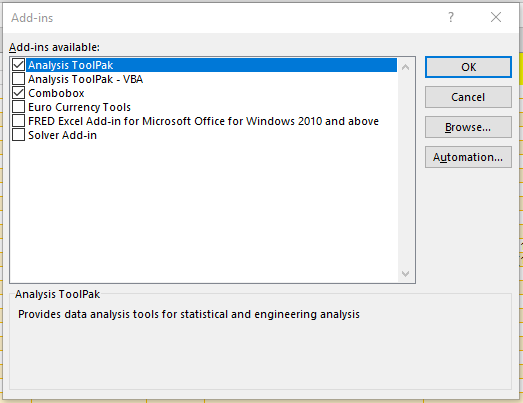 Add-ins
?
Add-ins available:
Analysis ToolPak
Analysis ToolPak - VBA
Combobox
Euro Currency Tools
FRED Excel Add-in for Microsoft Office for Windows 2010 and above
Solver Add-in
OK
Cancel
Browse...
Automation...
Analysis ToolPak
Provides data analysis tools for statistical and engineering analysis